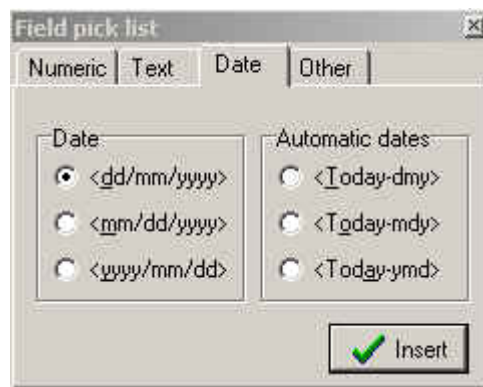 Field pick list
Numeric Text Date Other
Date
<dd/mm/yyyy>
<mm/dd/yyyy>
<yyyy/mm/dd>
Automatic dates
<Today-dmy>
<Today-mdy>
<Today-ymd>
Insert